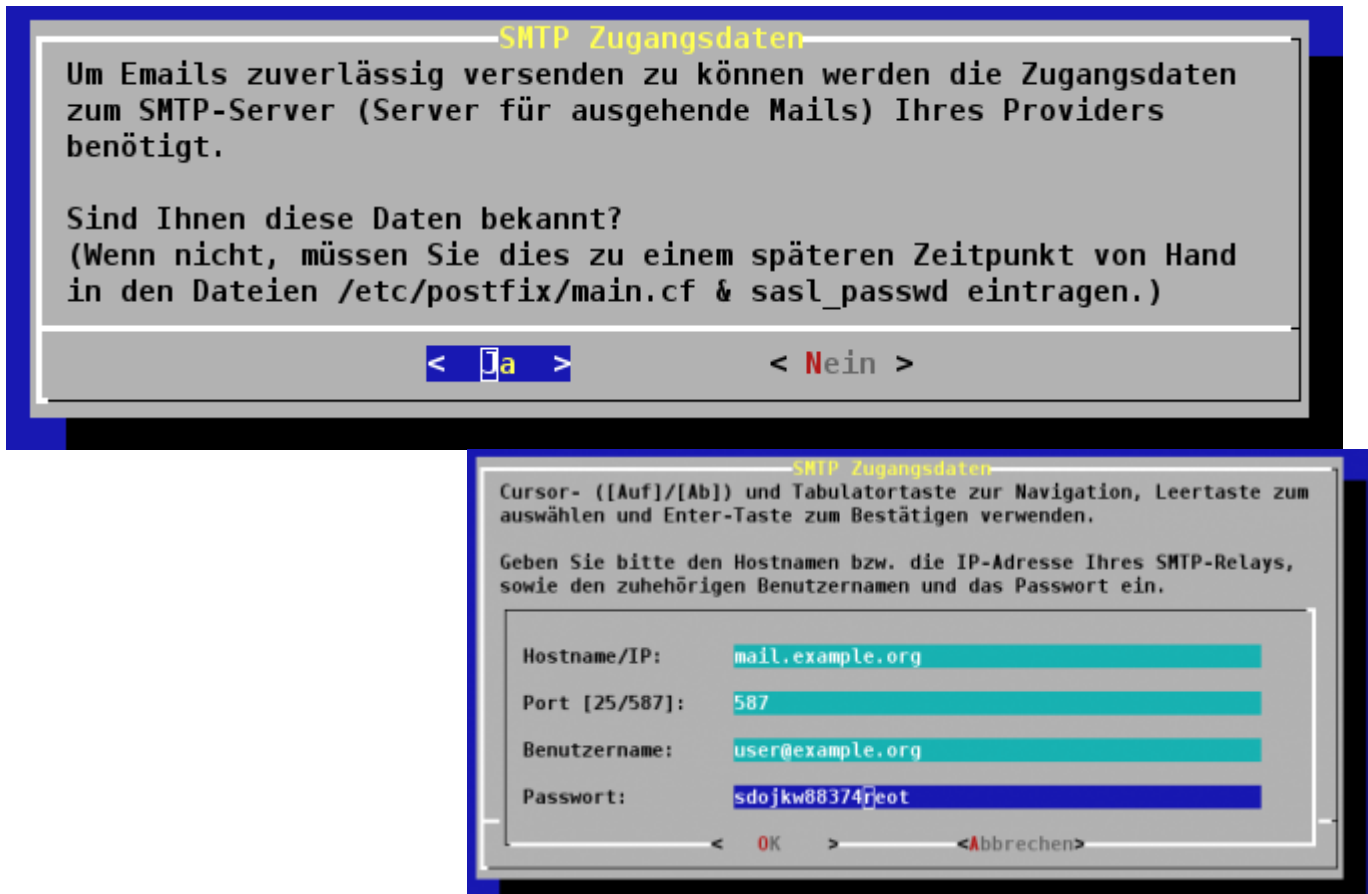 SMTP Zugangsdaten
Um Emails zuverlässig versenden zu können werden die Zugangsdaten
zum SMTP-Server (Server für ausgehende Mails) Ihres Providers
benötigt.
Sind Ihnen diese Daten bekannt?
(Wenn nicht, müssen Sie dies zu einem späteren Zeitpunkt von Hand
in den Dateien /etc/postfix/main.cf & sasl_passwd eintragen.)
< Ja > < Nein >
SMTP Zugangsdaten
Cursor- ([Auf]/[Ab]) und Tabulatortaste zur Navigation, Leertaste zum
auswählen und Enter-Taste zum Bestätigen verwenden.
Geben Sie bitte den Hostnamen bzw. die IP-Adresse Ihres SMTP-Relays,
sowie den zuhehörigen Benutzernamen und das Passwort ein.
Hostname/IP: mail.example.org
Port [25/587]: 587
Benutzername: user@example.org
Passwort: sdojkw88374reot
< OK > <Abbrechen>